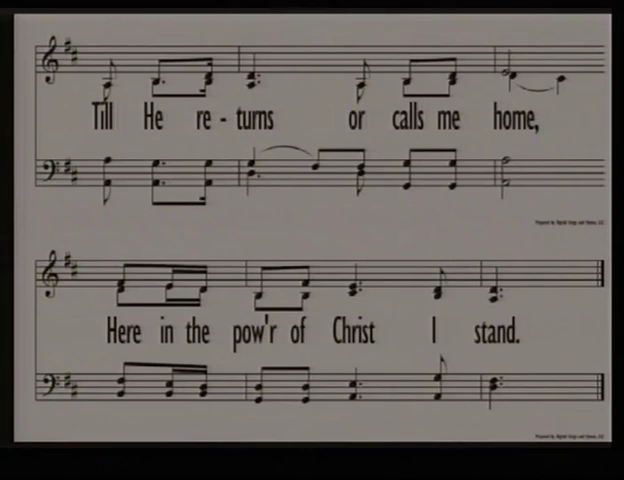 Till He re - turns or calls me home,
Here in the pow'r of Christ I stand.